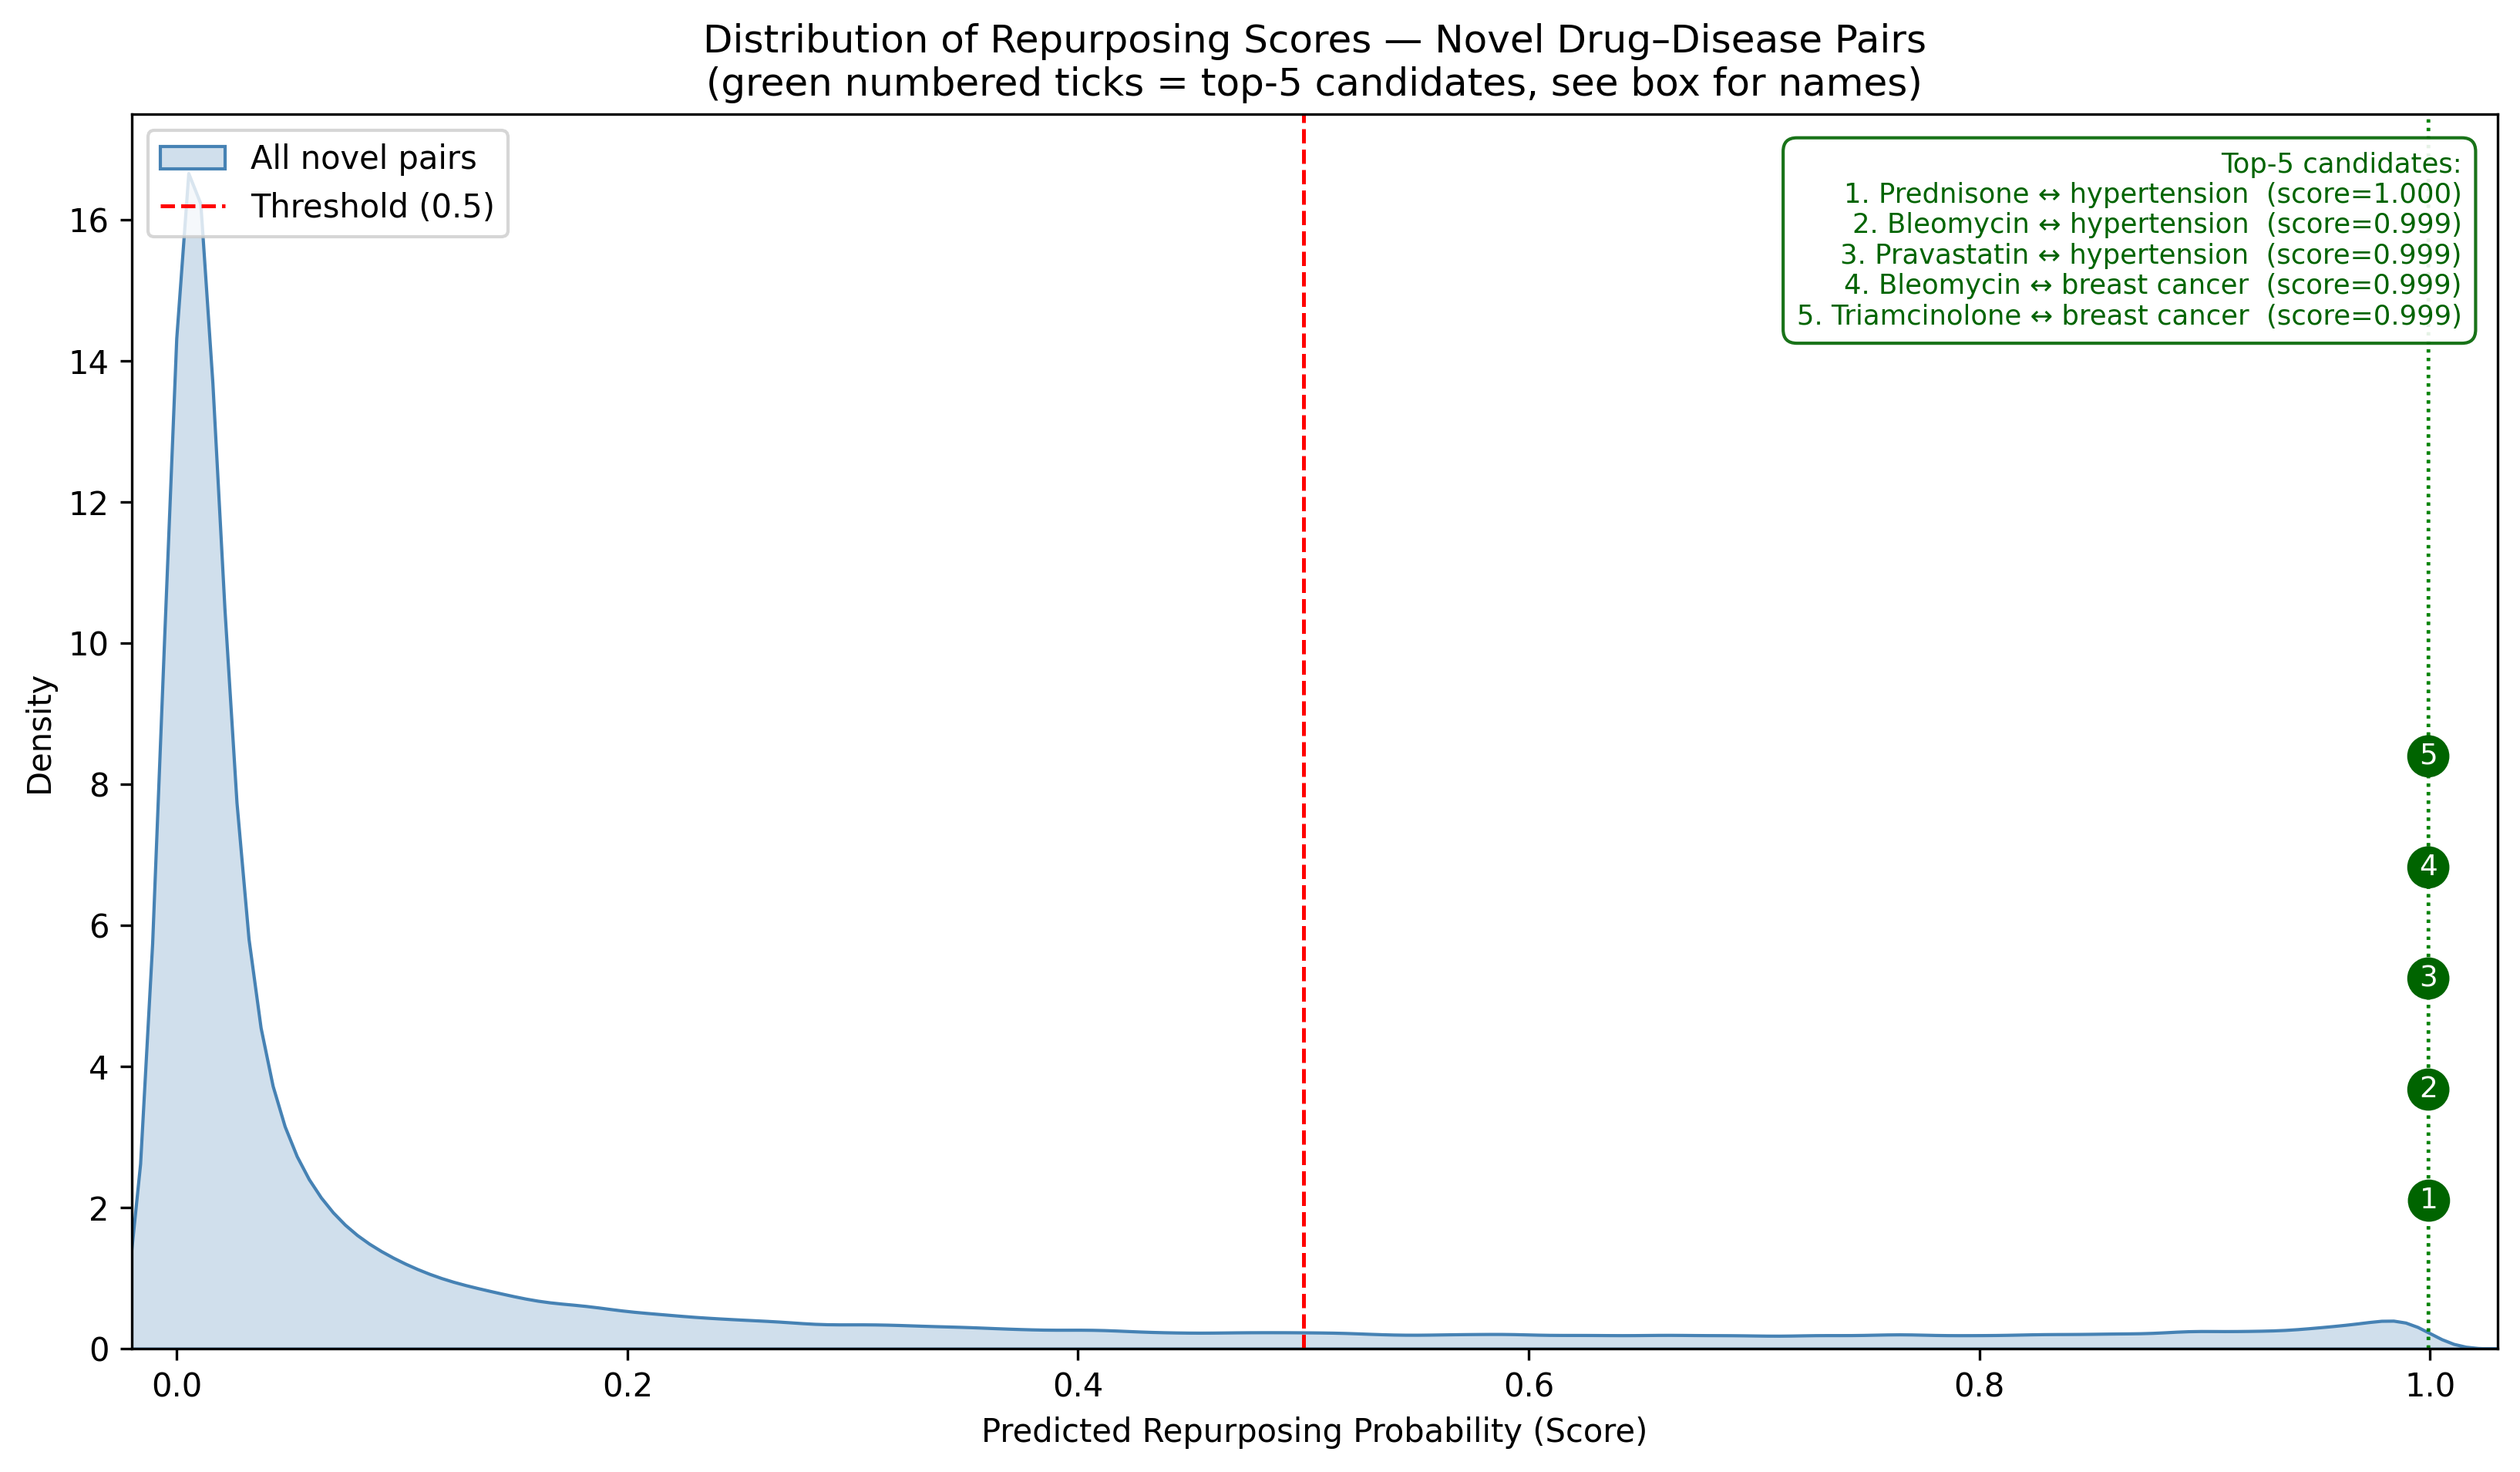 Distribution of Repurposing Scores — Novel Drug–Disease Pairs
(green numbered ticks = top-5 candidates, see box for names)
All novel pairs
Threshold (0.5)
Top-5 candidates:
1. Prednisone ↔ hypertension (score=1.000)
2. Bleomycin ↔ hypertension (score=0.999)
3. Pravastatin ↔ hypertension (score=0.999)
4. Bleomycin ↔ breast cancer (score=0.999)
5. Triamcinolone ↔ breast cancer (score=0.999)
16
14
12
10
8
6
4
2
0
Density
5
4
3
2
1
0.0
0.2
0.4
0.6
0.8
1.0
Predicted Repurposing Probability (Score)